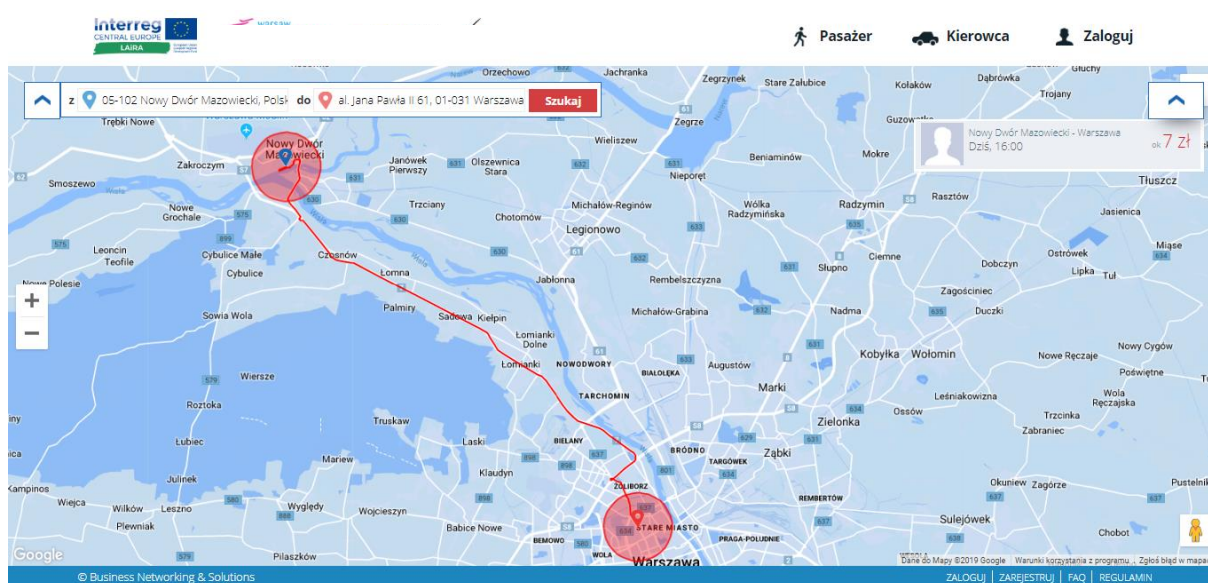 Interreg
CENTRAL EUROPE
LAIRA
warsaw
Pasażer
Kierowca
Zaloguj
z 05-102 Nowy Dwór Mazowiecki, Polsk do al. Jana Pawła II 61, 01-031 Warszawa Szukaj
Nowy Dwór Mazowiecki - Warszawa
Dziś, 16:00
ok 7 zł
Orzechowo
Jachranka
Zegrzynek
Stare Załubice
Kołaków
Dąbrówka
Głuchy
Trojany
Trębki Nowe
Zegrze
Nowy Dwór
Mazowiecki
Wieliszew
Zakroczym
Janówek
Pierwszy
Olszewnica
Stara
Beniaminów
Mokre
Nieporęt
Tłuszcz
Smoszewo
Nowe
Grochale
Trzciany
Chotomów
Michałów-Reginów
Wólka
Radzymińska
Radzymin
Rasztów
Jasienica
Legionowo
Leoncin
Teofile
Cybulice Małe
Czosnów
Cybulice
Łomna
Jabłonna
Rembelszczyzna
Słupno
Ciemne
Dobczyn
Ostrówek
Miąse
Lipka
Tul
Nowe Polesie
Zagościniec
Sowia Wola
Palmiry
Sadowa
Kiełpin
Michałów-Grabina
Nadma
Duczki
Łomianki
Dolne
Łomianki
NOWODWORY
BIAŁOŁĘKA
Augustów
Kobyłka
Wołomin
Nowe Ręczaje
Nowy Cygów
Poświętne
Wiersze
TARCHOMIN
Marki
Leśniakowizna
Wola
Ręczajska
Roztoka
Truskaw
Zielonka
Ossów
Trzcinka
Zabraniec
Łubiec
Laski
BIELANY
BRÓDNO
TARGÓWEK
Ząbki
Mariew
Klaudyn
Julinek
ŻOLIBORZ
Okuniew
Zagórze
Pustelnik
Kampinos
Wiejca
Wilków
Leszno
Wyględy
Wojcieszyn
REMBERTÓW
Plewniak
Babice Nowe
STARE MIASTO
Sulejówek
BEMOWO
PRAGA-POŁUDNIE
Chobot
Pilaszków
WOLA
Warszawa
Google
Dane do Mapy ©2019 Google Warunki korzystania z programu Zgłoś błąd w mapa
© Business Networking & Solutions
ZALOGUJ | ZAREJESTRUJ | FAQ | REGULAMIN